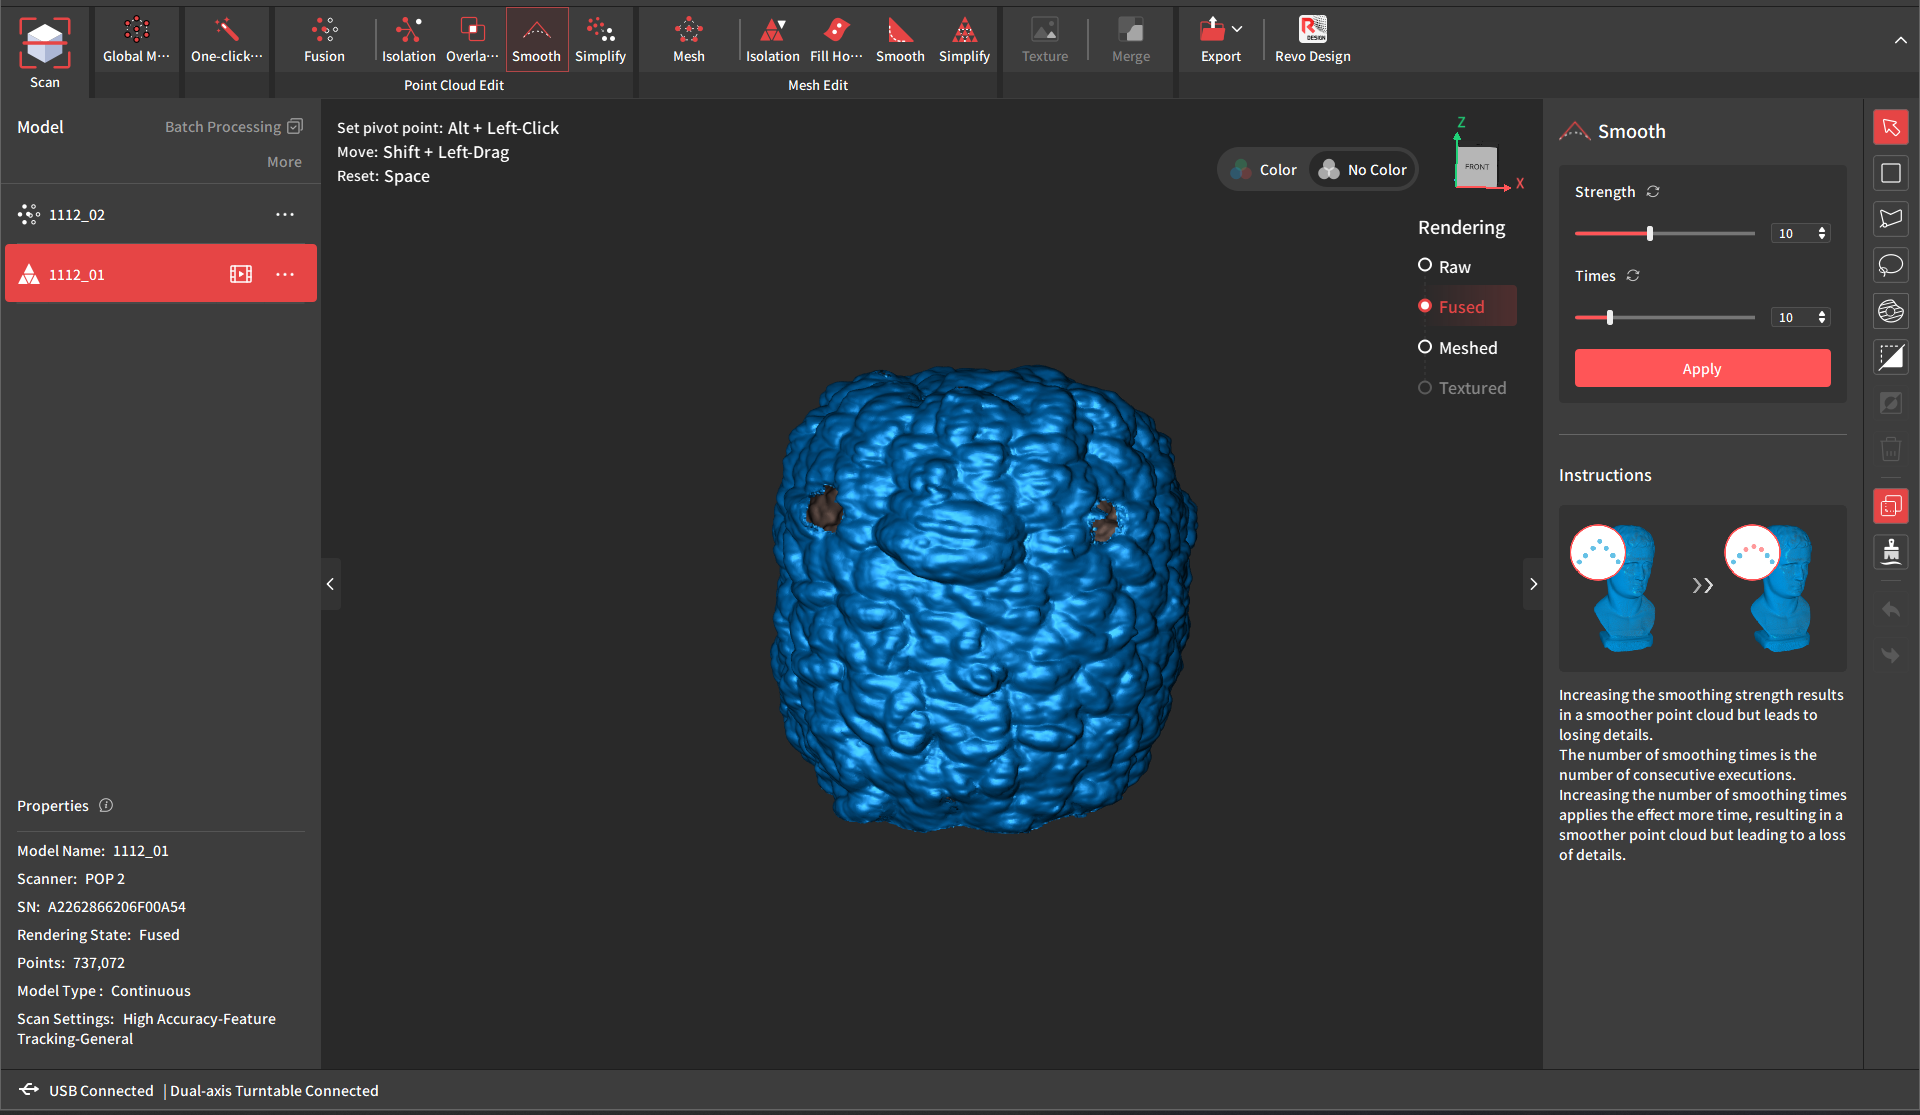 Scan
Global M···
One-click···
Fusion
Isolation
Overla···
Smooth
Simplify
Point Cloud Edit
Mesh
Isolation
Fill Ho···
Smooth
Simplify
Mesh Edit
Texture
Merge
Export
Revo Design
Model
Batch Processing
More
1112_02
1112_01
Properties
Model Name: 1112_01
Scanner: POP 2
SN: A2262866206F00A54
Rendering State: Fused
Points: 737,072
Model Type : Continuous
Scan Settings: High Accuracy-Feature
Tracking-General
Set pivot point: Alt + Left-Click
Move: Shift + Left-Drag
Reset: Space
Color
No Color
Z
FRONT
X
Rendering
Raw
Fused
Meshed
Textured
Smooth
Strength
10
Times
10
Apply
Instructions
Increasing the smoothing strength results
in a smoother point cloud but leads to
losing details.
The number of smoothing times is the
number of consecutive executions.
Increasing the number of smoothing times
applies the effect more time, resulting in a
smoother point cloud but leading to a loss
of details.
USB Connected | Dual-axis Turntable Connected